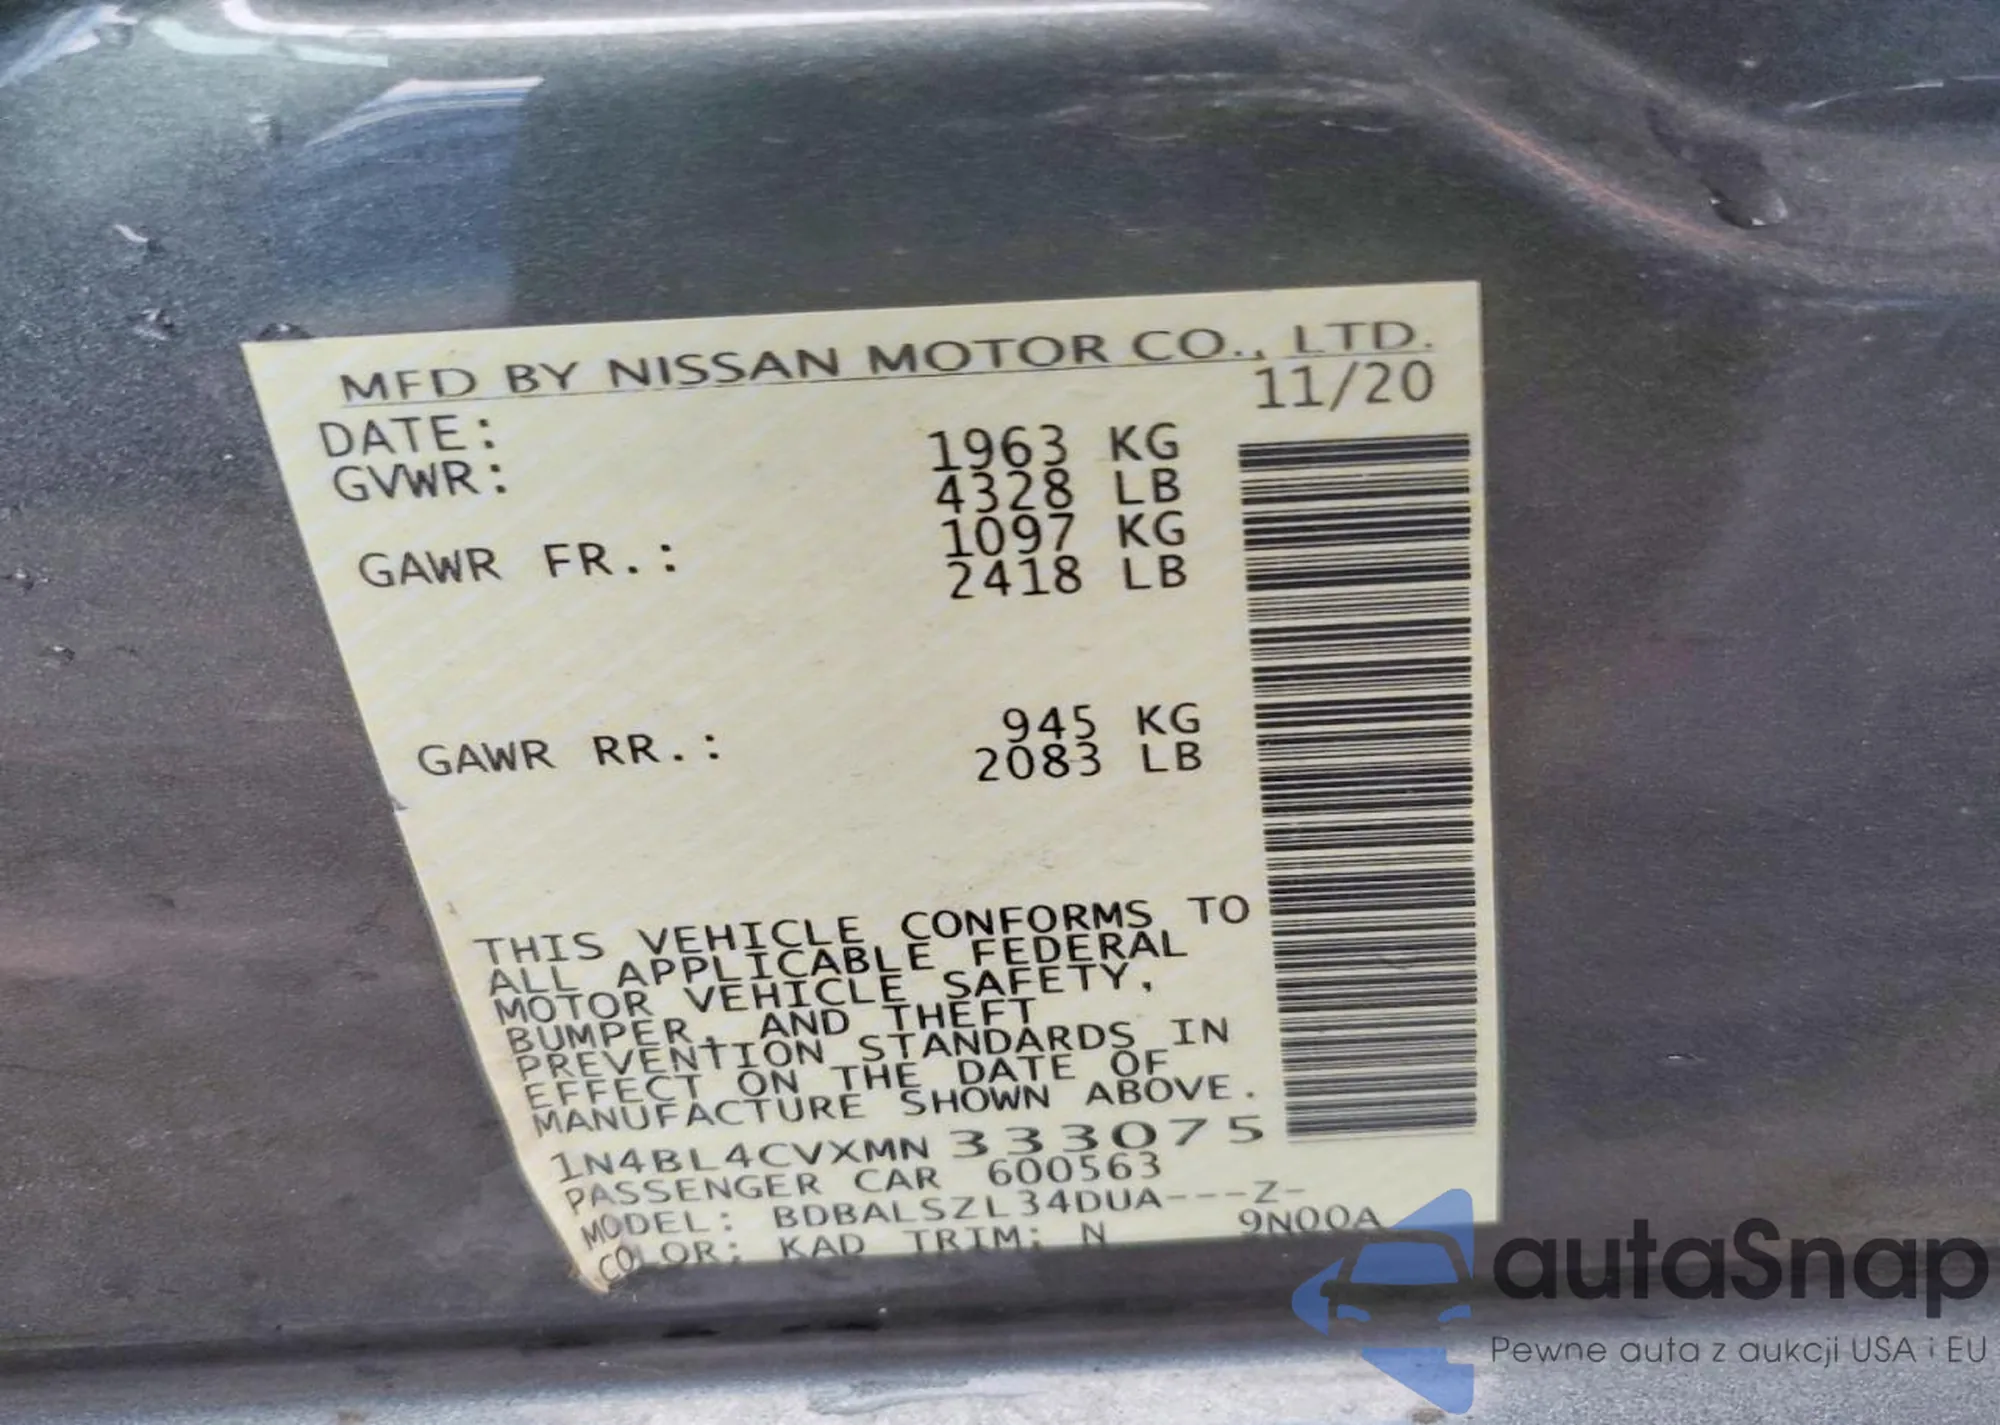 MFD BY NISSAN MOTOR CO., LTD.
DATE: 11/20
GVWR: 1963 KG
4328 LB
GAWR FR.: 1097 KG
2418 LB
GAWR RR.: 945 KG
2083 LB
THIS VEHICLE CONFORMS TO
ALL APPLICABLE FEDERAL
MOTOR VEHICLE SAFETY,
BUMPER, AND THEFT
PREVENTION STANDARDS IN
EFFECT ON THE DATE OF
MANUFACTURE SHOWN ABOVE.
1N4BL4CVXMN333075
PASSENGER CAR 600563
MODEL: BDBALSZL34DUA---Z-
COLOR: KAD TRIM: N 9N00A
autaSnap
Pewne auta z aukcji USA i EU